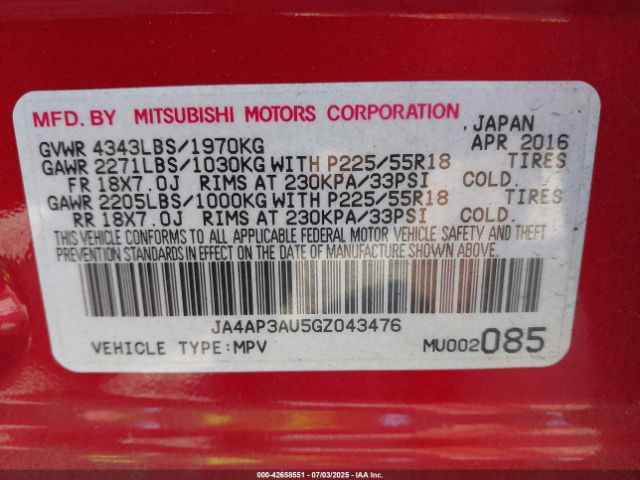 MFD. BY MITSUBISHI MOTORS CORPORATION, JAPAN
GVWR 4343LBS/1970KG APR 2016
GAWR 2271LBS/1030KG WITH P225/55R18 TIRES
FR 18X7.0J RIMS AT 230KPA/33PSI COLD.
GAWR 2205LBS/1000KG WITH P225/55R18 TIRES
RR 18X7.0J RIMS AT 230KPA/33PSI COLD.
THIS VEHICLE CONFORMS TO ALL APPLICABLE FEDERAL MOTOR VEHICLE SAFETY AND THEFT
PREVENTION STANDARDS IN EFFECT ON THE DATE OF MANUFACTURE SHOWN ABOVE.
JA4AP3AU5GZ043476
VEHICLE TYPE:MPV MU002085
000-42658551 - 07/03/2025 - IAAI.COM